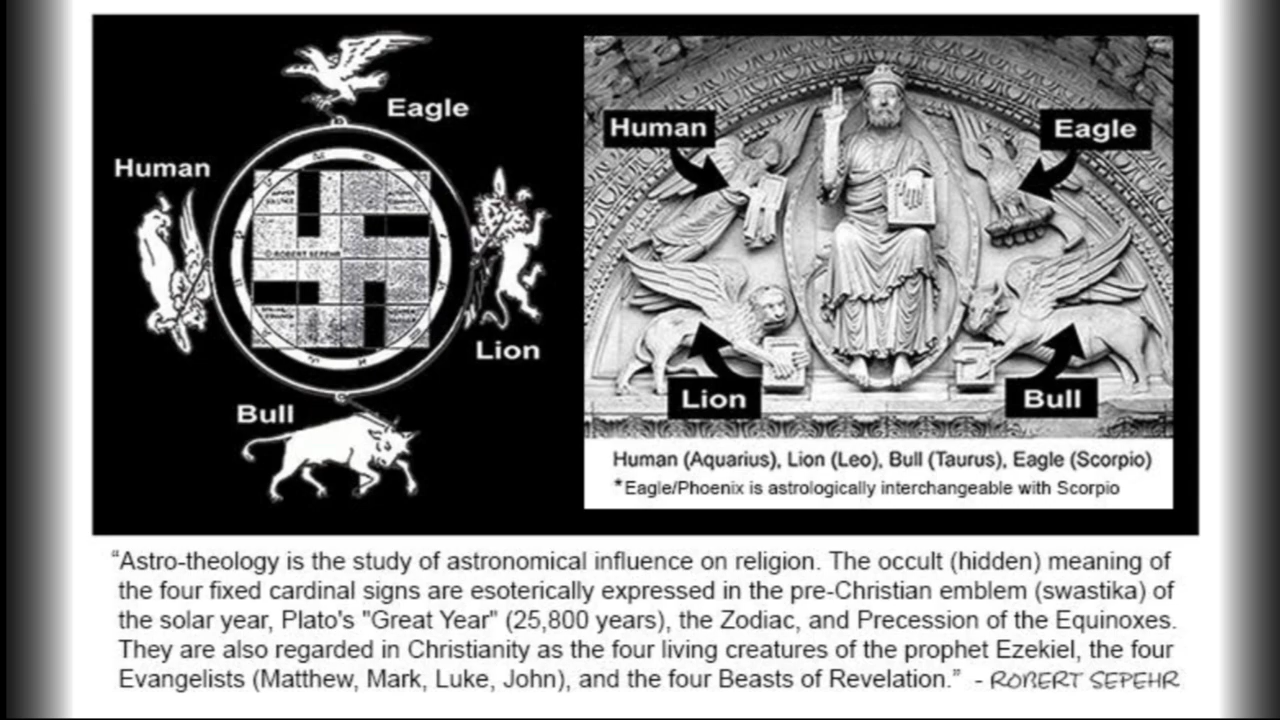 Eagle
Human
Lion
Bull
© ROBERT SEPEHR
Human
Eagle
Lion
Bull
Human (Aquarius), Lion (Leo), Bull (Taurus), Eagle (Scorpio)
*Eagle/Phoenix is astrologically interchangeable with Scorpio
“Astro-theology is the study of astronomical influence on religion. The occult (hidden) meaning of
the four fixed cardinal signs are esoterically expressed in the pre-Christian emblem (swastika) of
the solar year, Plato's "Great Year" (25,800 years), the Zodiac, and Precession of the Equinoxes.
They are also regarded in Christianity as the four living creatures of the prophet Ezekiel, the four
Evangelists (Matthew, Mark, Luke, John), and the four Beasts of Revelation.” - ROBERT SEPEHR